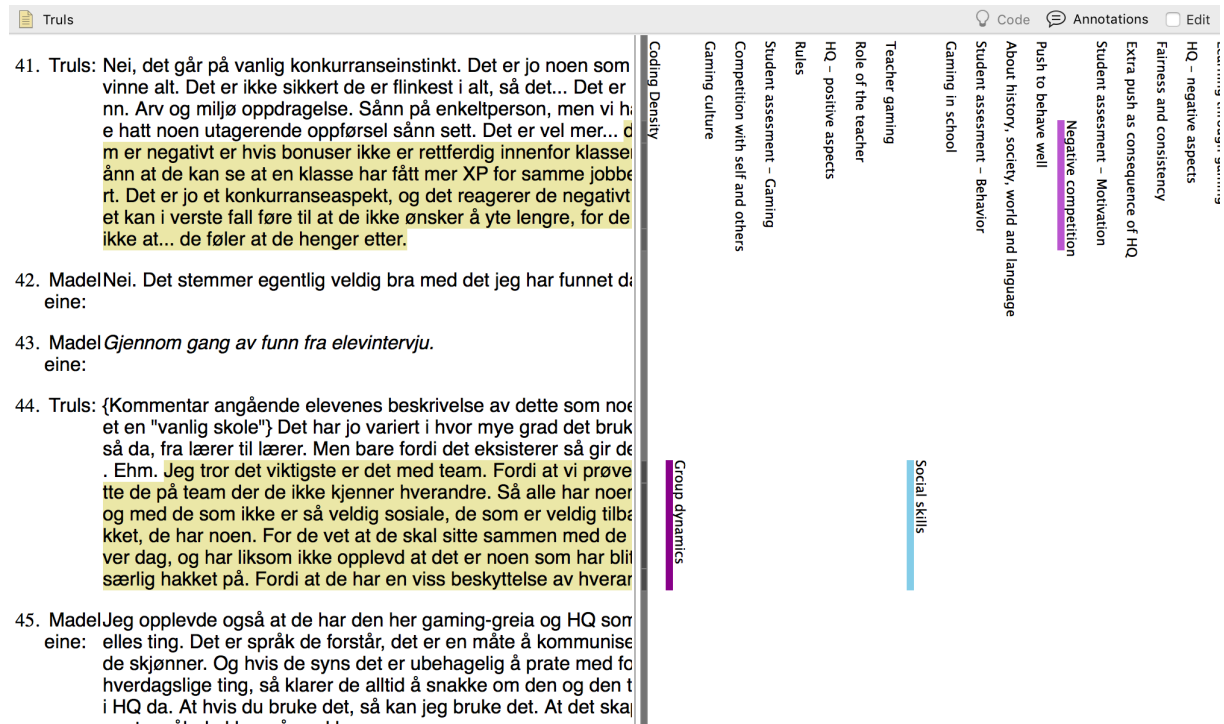 Truls
Code
Annotations
Edit
41. Truls: Nei, det går på vanlig konkurranseinstinkt. Det er jo noen som
vinne alt. Det er ikke sikkert de er flinkest i alt, så det... Det er
nn. Arv og miljø oppdragelse. Sånn på enkeltperson, men vi ha
e hatt noen utagerende oppførsel sånn sett. Det er vel mer... d
m er negativt er hvis bonuser ikke er rettferdig innenfor klasse
ånn at de kan se at en klasse har fått mer XP for samme jobbe
rt. Det er jo et konkurranseaspekt, og det reagerer de negativt
et kan i verste fall føre til at de ikke ønsker å yte lengre, for de
ikke at... de føler at de henger etter.
42. Madel Nei. Det stemmer egentlig veldig bra med det jeg har funnet da
eine:
43. Madel Gjennom gang av funn fra elevintervju.
eine:
44. Truls: {Kommentar angående elevenes beskrivelse av dette som noe
et en "vanlig skole"} Det har jo variert i hvor mye grad det bruk
så da, fra lærer til lærer. Men bare fordi det eksisterer så gir de
. Ehm. Jeg tror det viktigste er det med team. Fordi at vi prøve
tte de på team der de ikke kjenner hverandre. Så alle har noen
og med de som ikke er så veldig sosiale, de som er veldig tilba
kket, de har noen. For de vet at de skal sitte sammen med de
ver dag, og har liksom ikke opplevd at det er noen som har blit
særlig hakket på. Fordi at de har en viss beskyttelse av hveran
45. Madel Jeg opplevde også at de har den her gaming-greia og HQ som
eine: elles ting. Det er språk de forstår, det er en måte å kommunise
de skjønner. Og hvis de syns det er ubehagelig å prate med fo
hverdagslige ting, så klarer de alltid å snakke om den og den t
i HQ da. At hvis du bruke det, så kan jeg bruke det. At det ska
Coding Density
Group dynamics
Gaming culture
Competition with self and others
Student assesment – Gaming
Rules
HQ – positive aspects
Role of the teacher
Teacher gaming
Social skills
Gaming in school
Student assesment – Behavior
About history, society, world and language
Push to behave well
Negative competition
Student assesment – Motivation
Extra push as consequence of HQ
Fairness and consistency
HQ – negative aspects
Learning through gaming